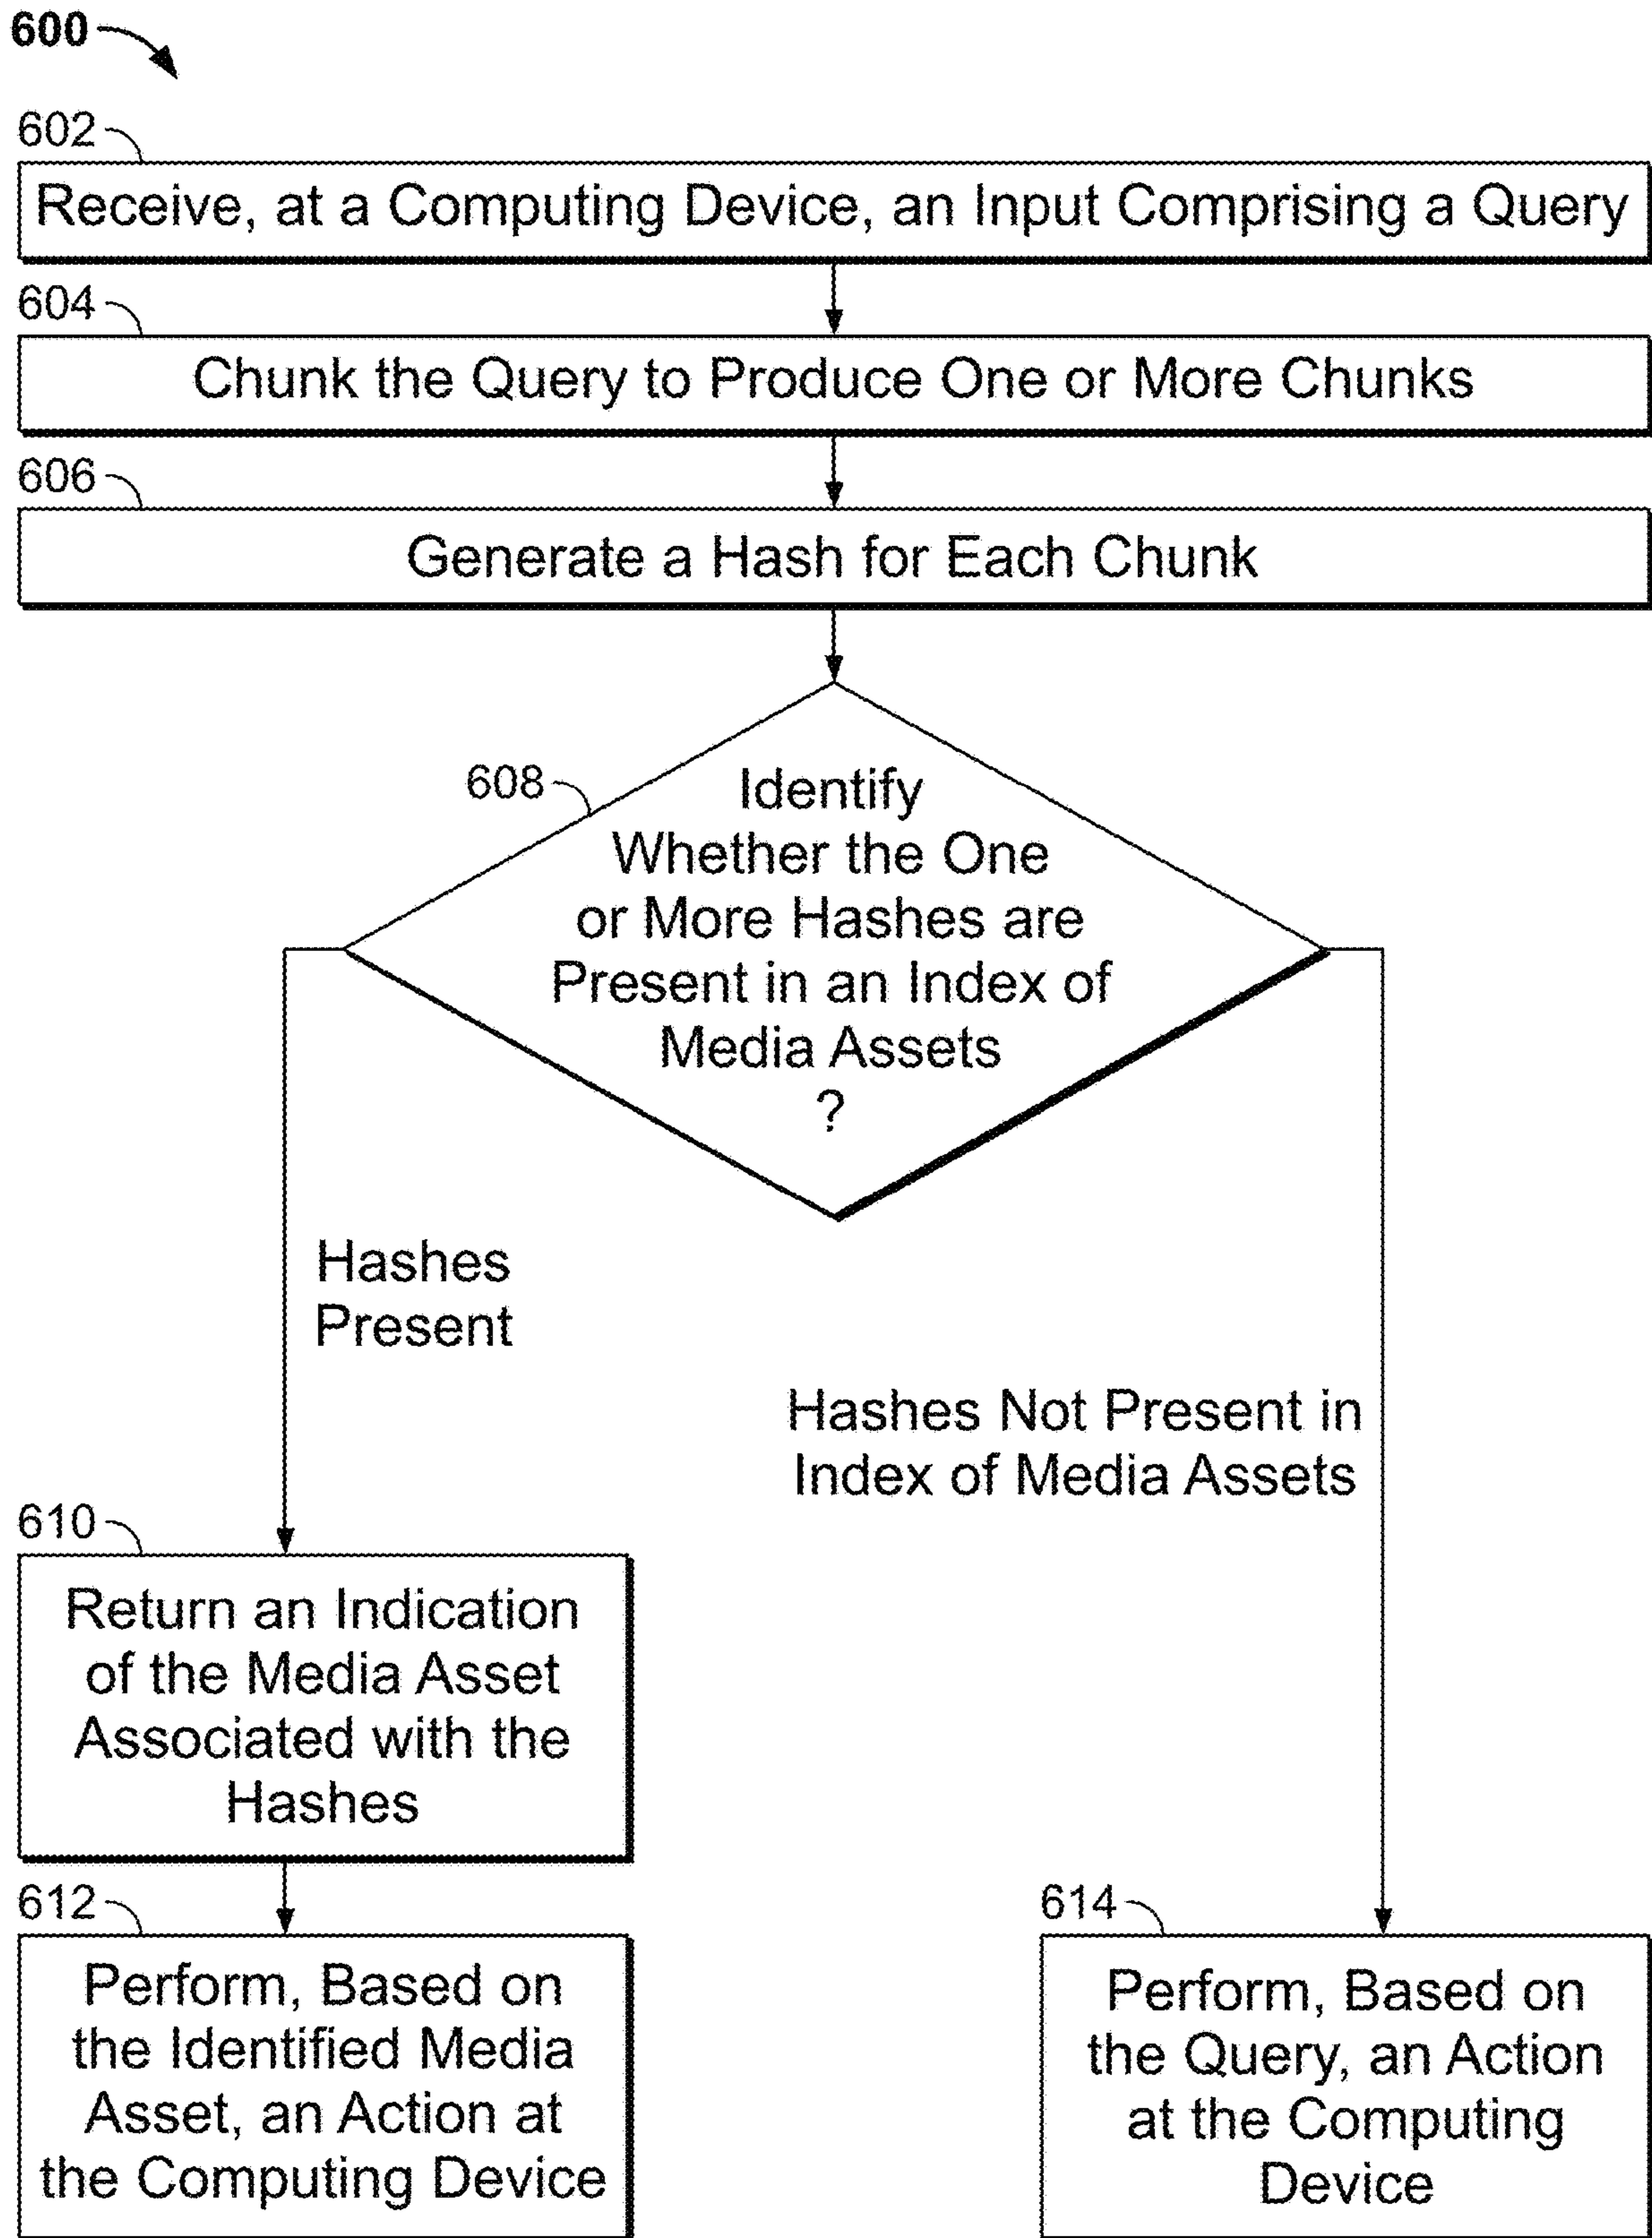 600
602
Receive, at a Computing Device, an Input Comprising a Query
604
Chunk the Query to Produce One or More Chunks
606
Generate a Hash for Each Chunk
608
Identify
Whether the One
or More Hashes are
Present in an Index of
Media Assets
?
Hashes
Present
Hashes Not Present in
Index of Media Assets
610
Return an Indication
of the Media Asset
Associated with the
Hashes
612
Perform, Based on
the Identified Media
Asset, an Action at
the Computing Device
614
Perform, Based on
the Query, an Action
at the Computing
Device